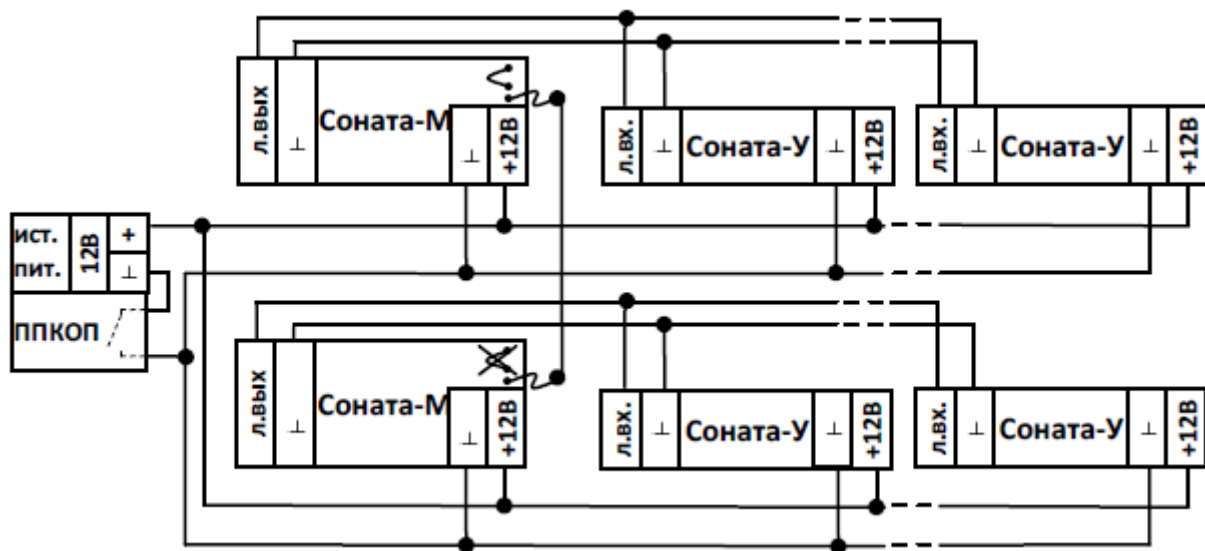 л.вых
⊥
Соната-М
⊥
+12В
л.вх.
⊥
Соната-У
⊥
+12В
л.вх.
⊥
Соната-У
⊥
+12В
ист.
пит.
12В
+
⊥
ППКОП
л.вых
⊥
Соната-М
⊥
+12В
л.вх.
⊥
Соната-У
⊥
+12В
л.вх.
⊥
Соната-У
⊥
+12В